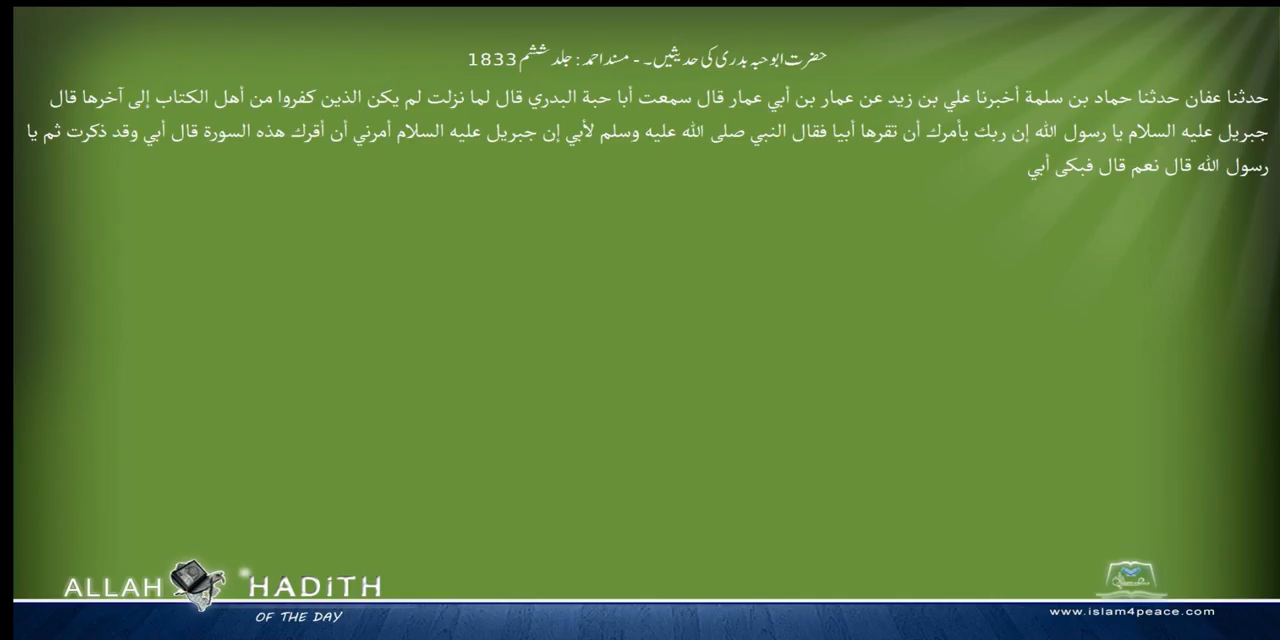 حضرت ابوحبہ بدری کی حدیثیں۔ - مسند احمد : جلد ششم 1833
حدثنا عفان حدثنا حماد بن سلمة أخبرنا علي بن زيد عن عمار بن أبي عمار قال سمعت أبا حبة البدري قال لما نزلت لم يكن الذين كفروا من أهل الكتاب إلى آخرها قال
جبريل عليه السلام يا رسول الله إن ربك يأمرك أن تقرها أبيا فقال النبي صلى الله عليه وسلم لأبي إن جبريل عليه السلام أمرني أن أقرك هذه السورة قال أبي وقد ذكرت ثم يا
رسول الله قال نعم قال فبكى أبي
ALLAH HADiTH
OF THE DAY
www.islam4peace.com